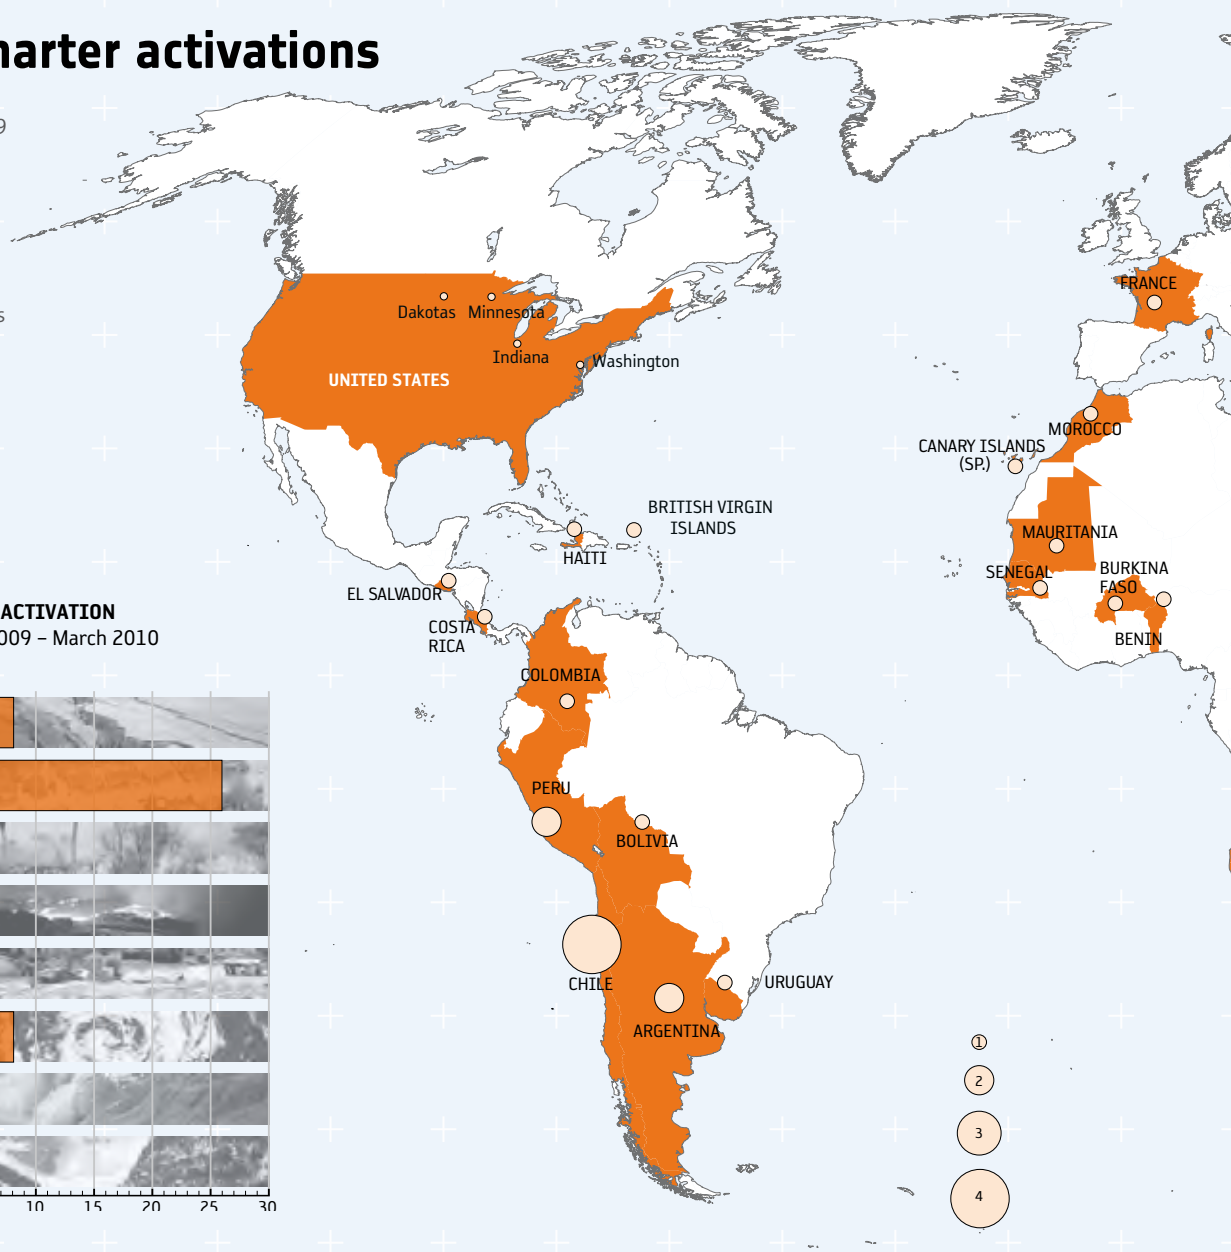 harter activations
9
s
FRANCE
Dakotas
Minnesota
Indiana
Washington
UNITED STATES
MOROCCO
CANARY ISLANDS
(SP.)
BRITISH VIRGIN
ISLANDS
HAITI
MAURITANIA
SENEGAL
BURKINA
FASO
BENIN
EL SALVADOR
COSTA
RICA
ACTIVATION
009 – March 2010
COLOMBIA
PERU
BOLIVIA
CHILE
URUGUAY
ARGENTINA
1
2
3
4
10 15 20 25 30